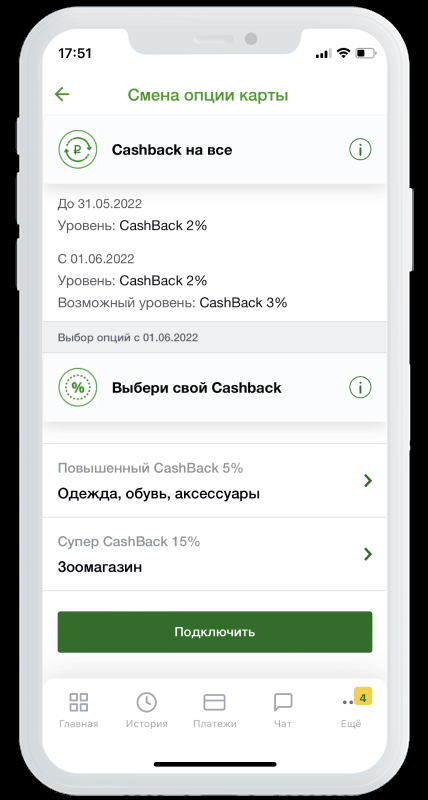 17:51
Смена опции карты
₽
Cashback на все
i
До 31.05.2022
Уровень: CashBack 2%
С 01.06.2022
Уровень: CashBack 2%
Возможный уровень: CashBack 3%
Выбор опций с 01.06.2022
%
Выбери свой Cashback
i
Повышенный CashBack 5%
Одежда, обувь, аксессуары
Супер CashBack 15%
Зоомагазин
Подключить
4
Главная История Платежи Чат Ещё